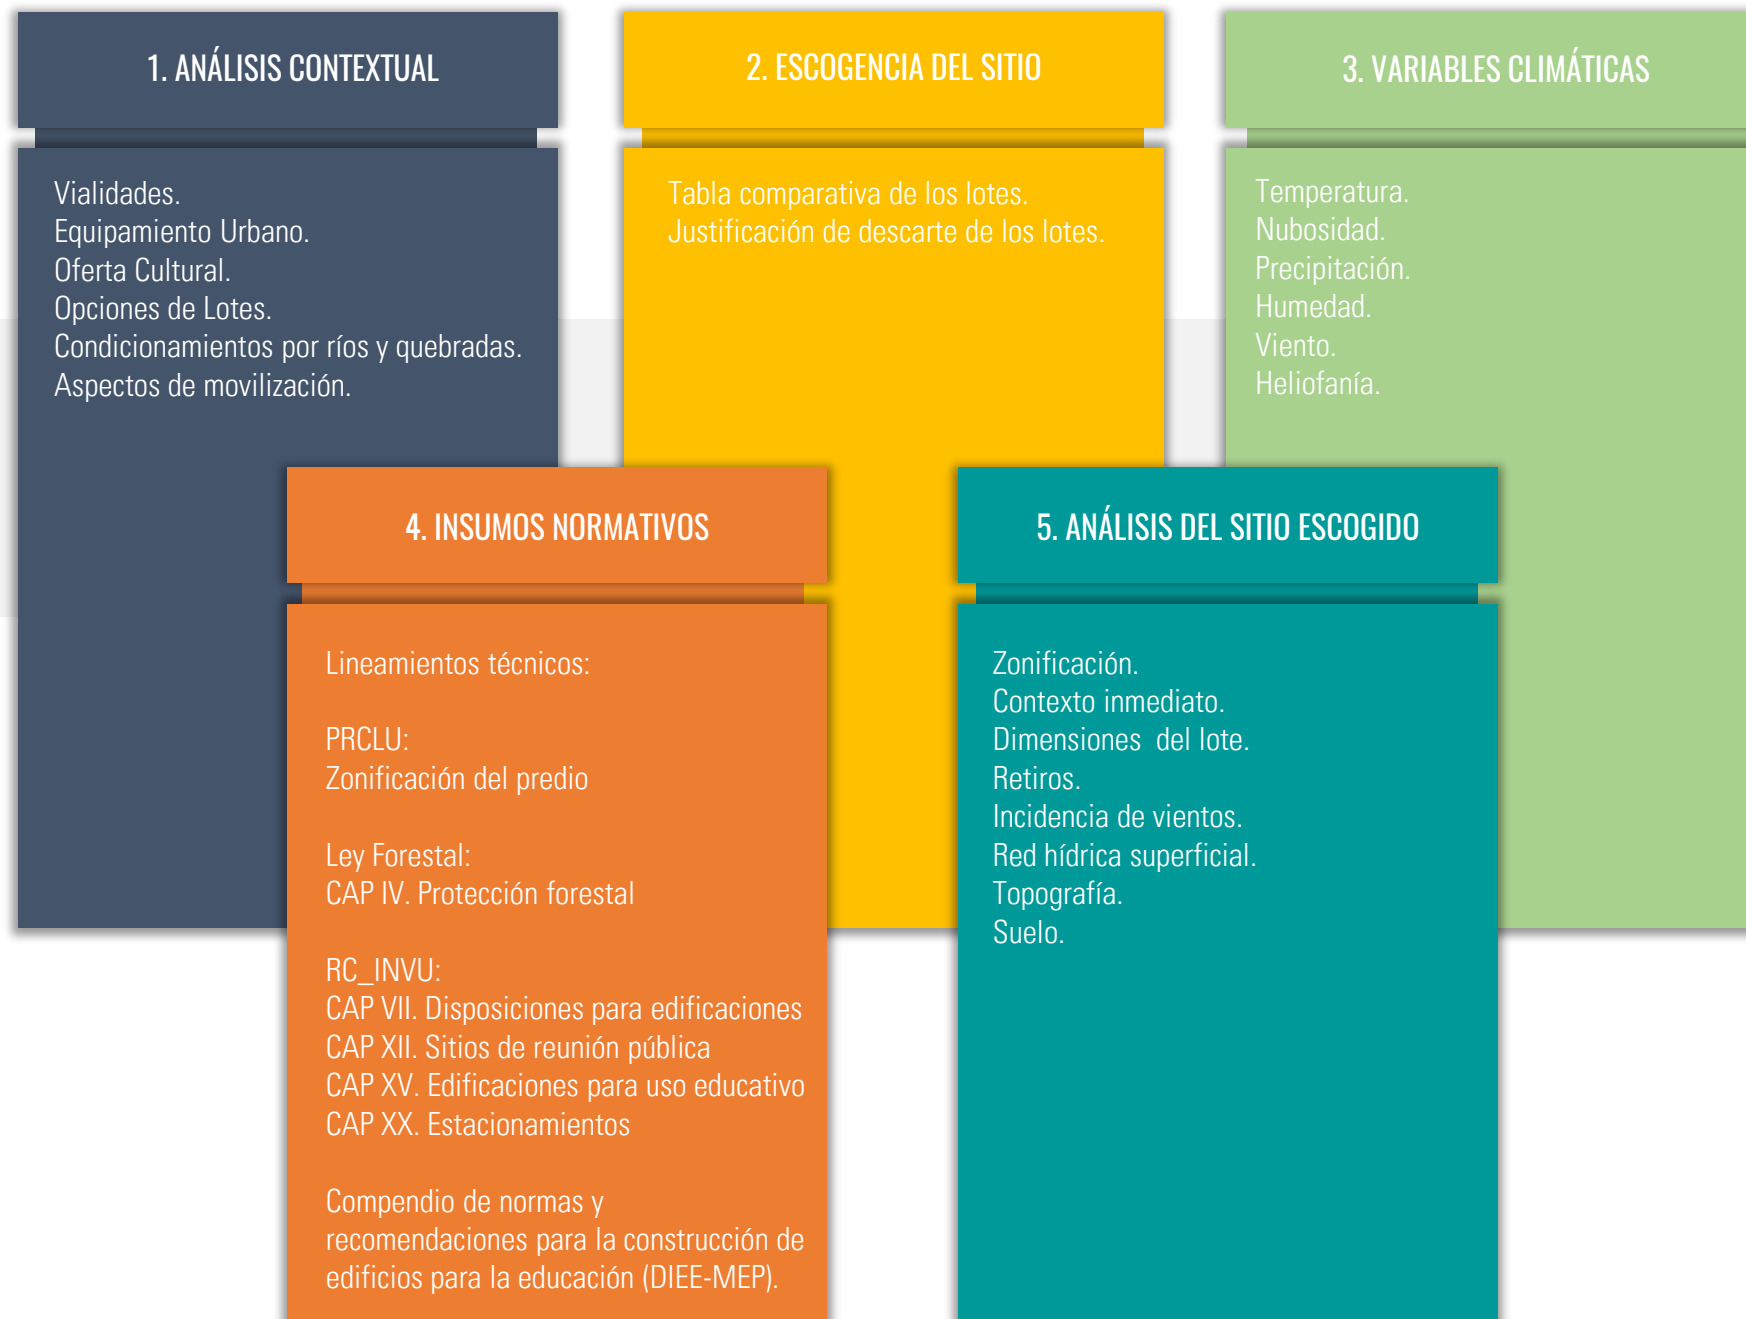 1. ANÁLISIS CONTEXTUAL
Vialidades.
Equipamiento Urbano.
Oferta Cultural.
Opciones de Lotes.
Condicionamientos por ríos y quebradas.
Aspectos de movilización.
2. ESCOGENCIA DEL SITIO
Tabla comparativa de los lotes.
Justificación de descarte de los lotes.
3. VARIABLES CLIMÁTICAS
Temperatura.
Nubosidad.
Precipitación.
Humedad.
Viento.
Heliofanía.
4. INSUMOS NORMATIVOS
Lineamientos técnicos:
PRCLU:
Zonificación del predio
Ley Forestal:
CAP IV. Protección forestal
RC_INVU:
CAP VII. Disposiciones para edificaciones
CAP XII. Sitios de reunión pública
CAP XV. Edificaciones para uso educativo
CAP XX. Estacionamientos
Compendio de normas y
recomendaciones para la construcción de
edificios para la educación (DIEE-MEP).
5. ANÁLISIS DEL SITIO ESCOGIDO
Zonificación.
Contexto inmediato.
Dimensiones  del lote.
Retiros.
Incidencia de vientos.
Red hídrica superficial.
Topografía.
Suelo.